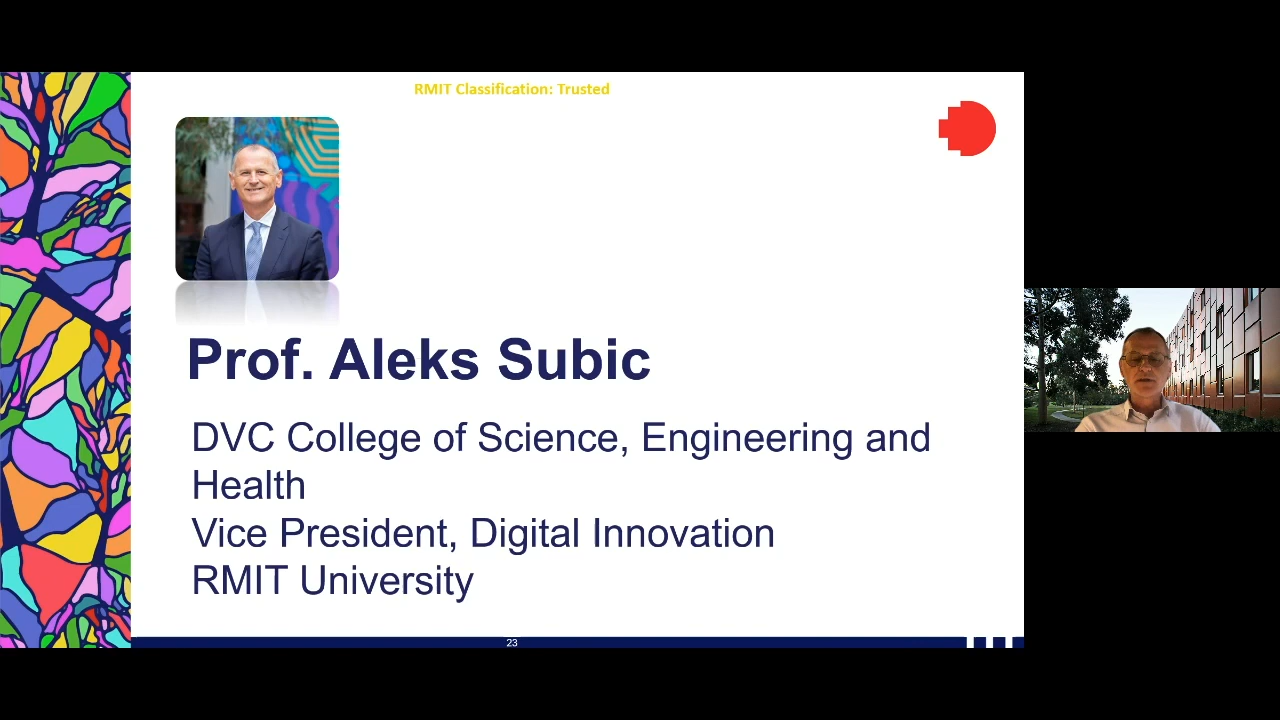 RMIT Classification: Trusted
Prof. Aleks Subic
DVC College of Science, Engineering and
Health
Vice President, Digital Innovation
RMIT University
23